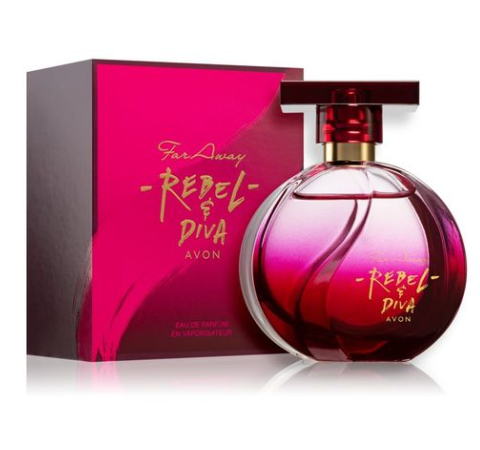 Far Away
-REBEL-
&
DIVA
AVON
EAU DE PARFUM
EN VAPORISATEUR
Far Away
-REBEL-
&
DIVA
AVON